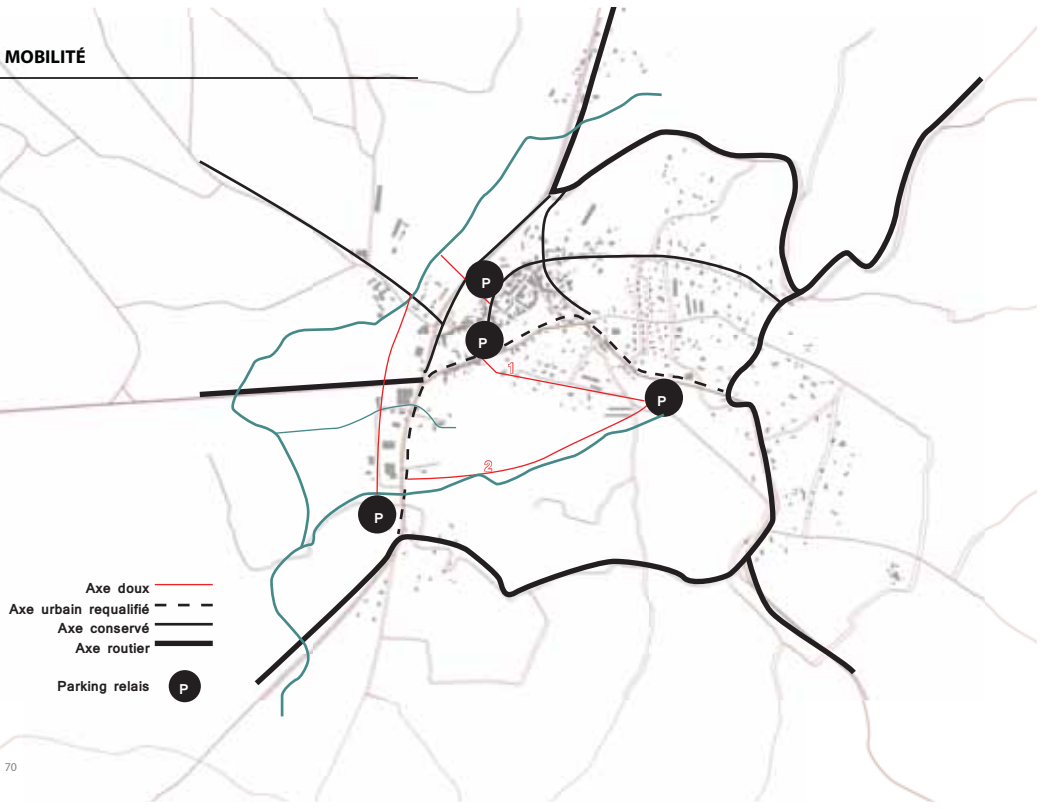 MOBILITÉ
P
P
1
P
2
P
Axe doux
Axe urbain requalifié
Axe conservé
Axe routier
Parking relais P
70